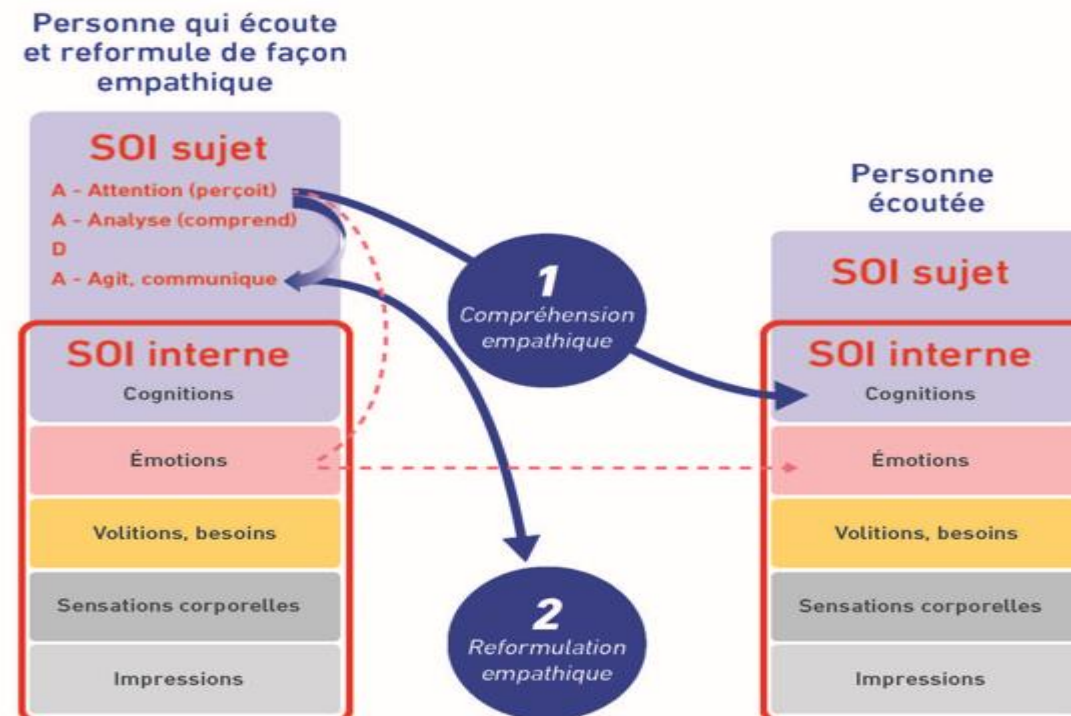 Personne qui écoute
et reformule de façon
empathique
SOI sujet
A - Attention (perçoit)
A - Analyse (comprend)
D
A - Agit, communique
SOI interne
Cognitions
Émotions
Volitions, besoins
Sensations corporelles
Impressions
1
Compréhension
empathique
2
Reformulation
empathique
Personne
écoutée
SOI sujet
SOI interne
Cognitions
Émotions
Volitions, besoins
Sensations corporelles
Impressions